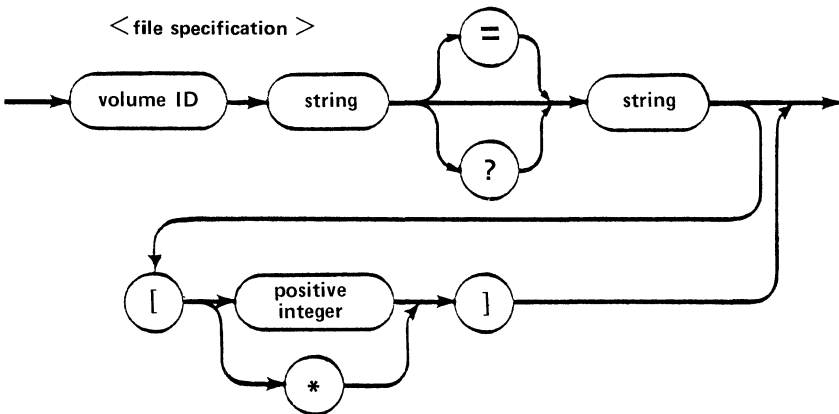 <file specification>
=
volume ID
string
string
?
[
positive
integer
]
*